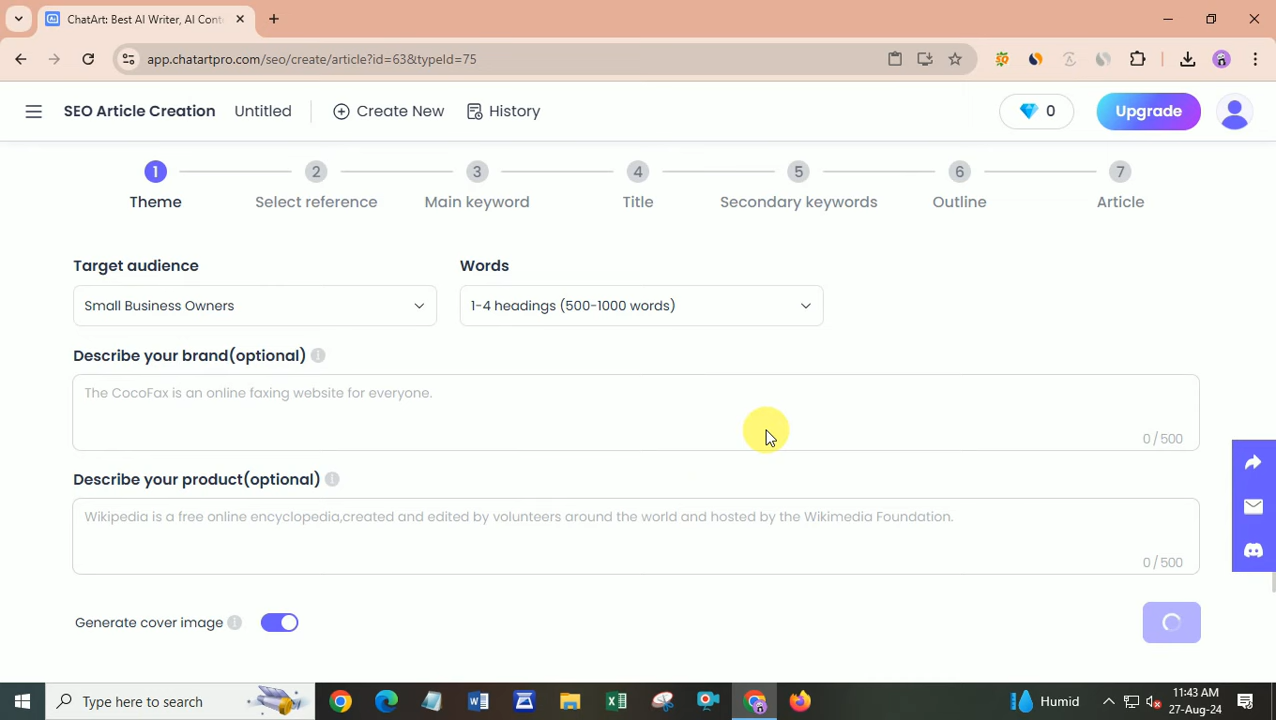 ChatArt: Best AI Writer, AI Conte
app.chatartpro.com/seo/create/article?id=63&typeId=75
SEO Article Creation Untitled Create New History 0 Upgrade
1 2 3 4 5 6 7
Theme Select reference Main keyword Title Secondary keywords Outline Article
Target audience Words
Small Business Owners 1-4 headings (500-1000 words)
Describe your brand(optional)
The CocoFax is an online faxing website for everyone.
0 / 500
Describe your product(optional)
Wikipedia is a free online encyclopedia,created and edited by volunteers around the world and hosted by the Wikimedia Foundation.
0 / 500
Generate cover image
Type here to search Humid 11:43 AM
27-Aug-24